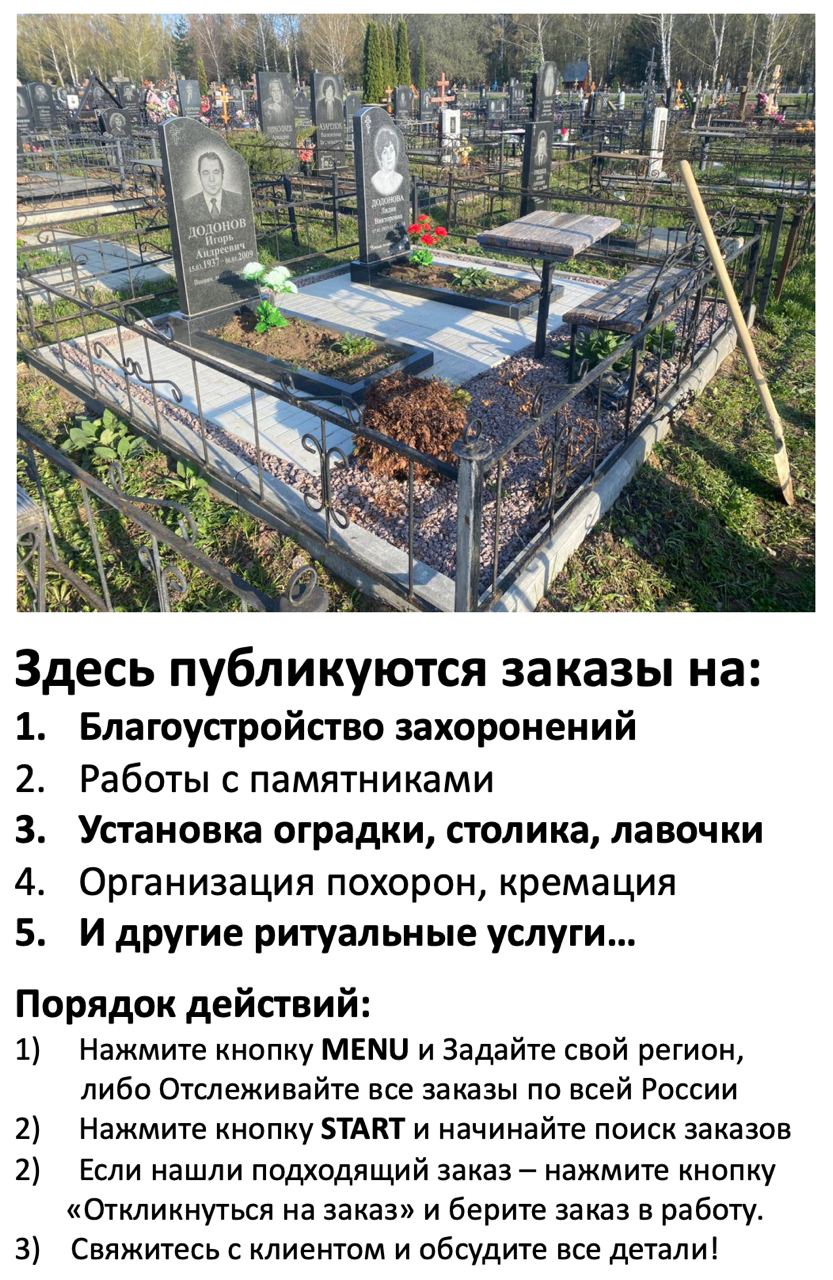 ДОДОНОВ
Игорь
Андреевич
15.03.1937 - 06.01.2009
ДОДОНОВА
Лидия
Викторовна
Здесь публикуются заказы на:
1. Благоустройство захоронений
2. Работы с памятниками
3. Установка оградки, столика, лавочки
4. Организация похорон, кремация
5. И другие ритуальные услуги...
Порядок действий:
1) Нажмите кнопку MENU и Задайте свой регион,
либо Отслеживайте все заказы по всей России
2) Нажмите кнопку START и начинайте поиск заказов
2) Если нашли подходящий заказ – нажмите кнопку
«Откликнуться на заказ» и берите заказ в работу.
3) Свяжитесь с клиентом и обсудите все детали!